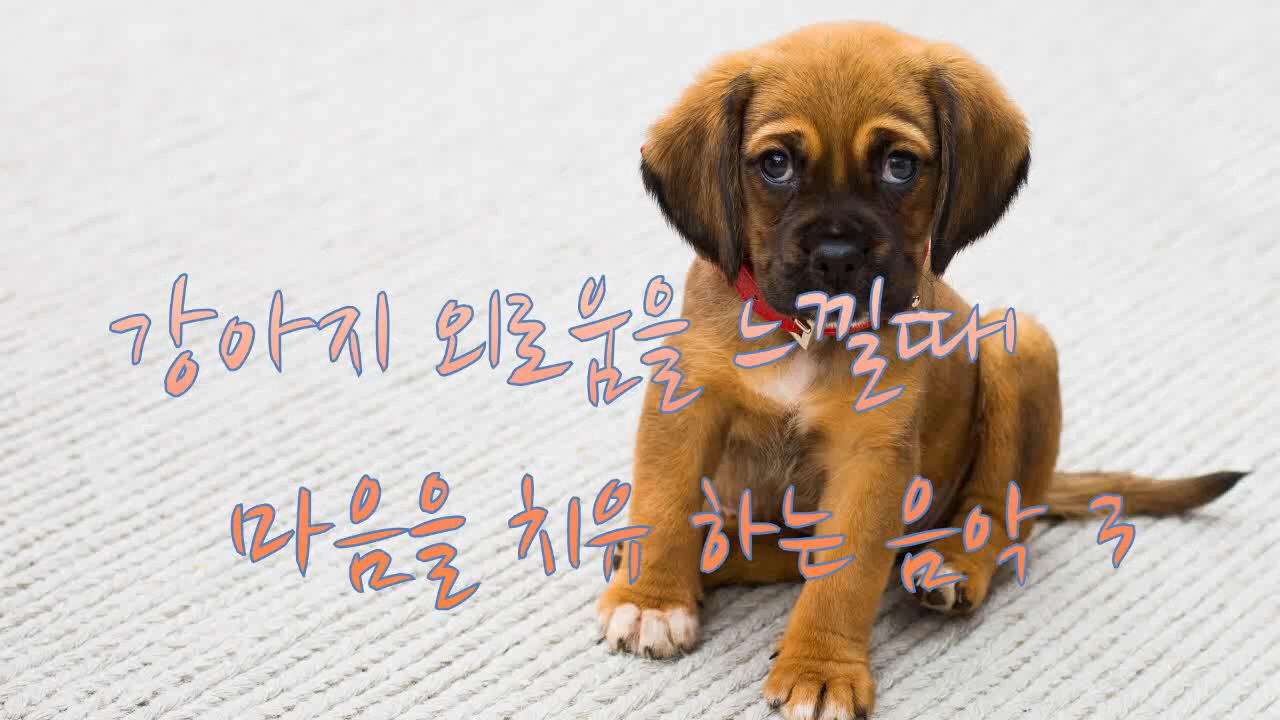 강아지 외로움을 느낄때
마음을 치유 하는 음악 3